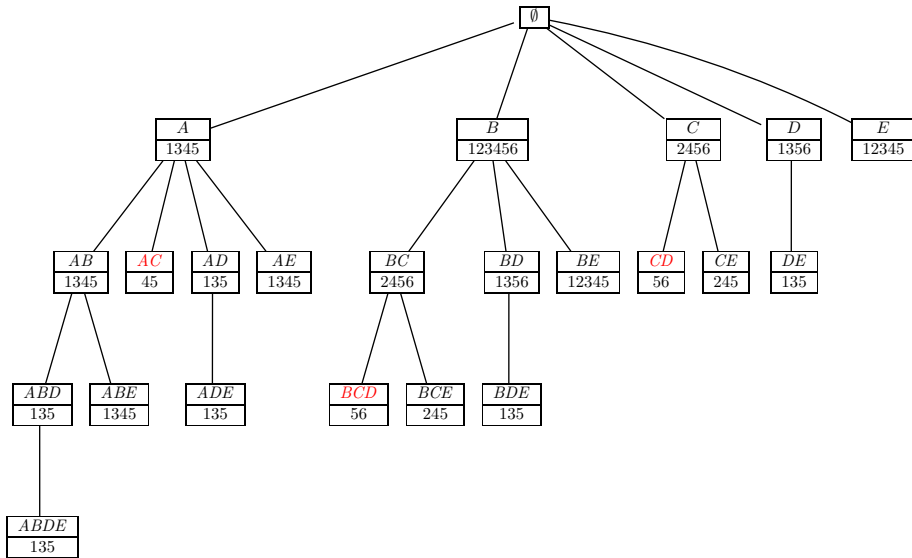 ∅
A B C D E
1345 123456 2456 1356 12345
AB AC AD AE BC BD BE CD CE DE
1345 45 135 1345 2456 1356 12345 56 245 135
ABD ABE ADE BCD BCE BDE
135 1345 135 56 245 135
ABDE
135